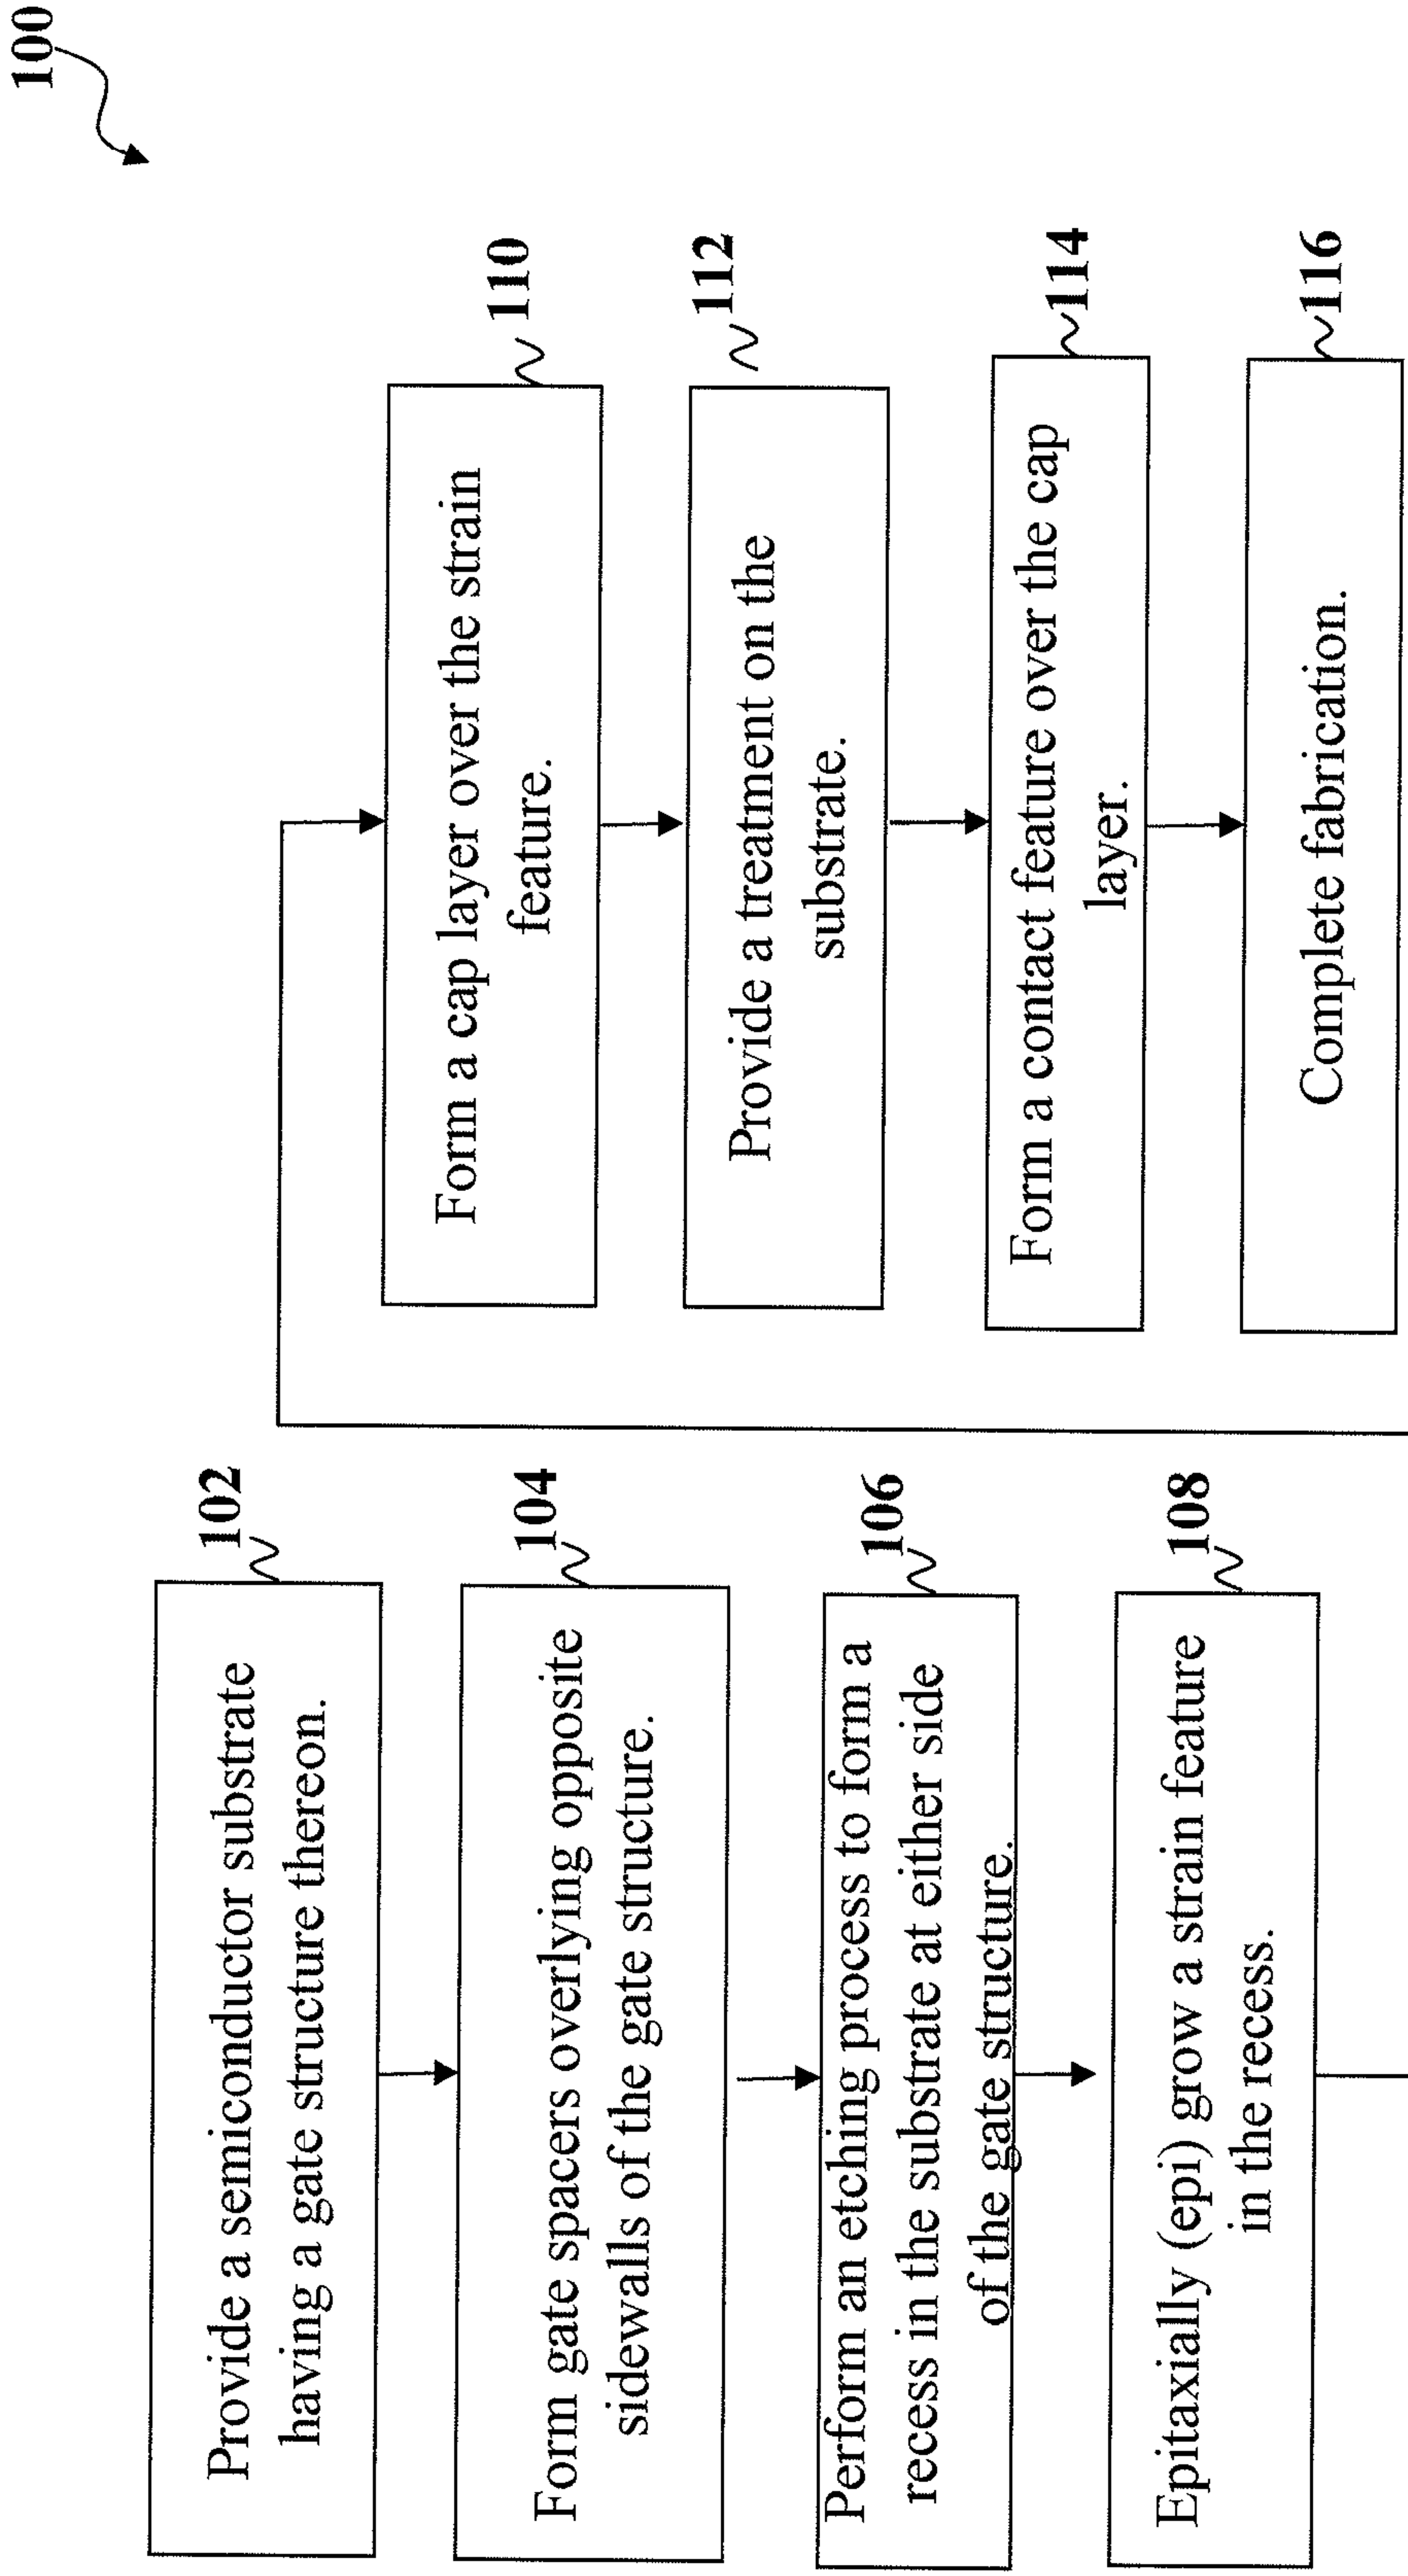 100
102
Provide a semiconductor substrate
having a gate structure thereon.
104
Form gate spacers overlying opposite
sidewalls of the gate structure.
106
Perform an etching process to form a
recess in the substrate at either side
of the gate structure.
108
Epitaxially (epi) grow a strain feature
in the recess.
110
Form a cap layer over the strain
feature.
112
Provide a treatment on the
substrate.
114
Form a contact feature over the cap
layer.
116
Complete fabrication.